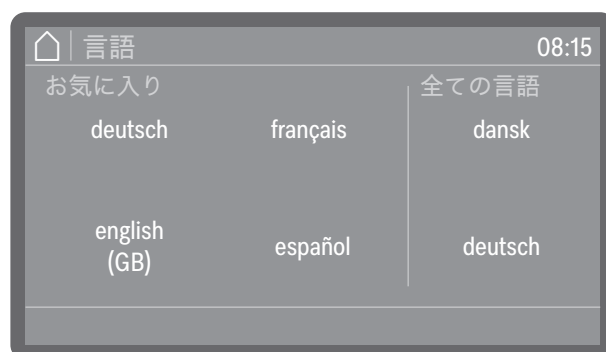 言語
08:15
お気に入り
全ての言語
deutsch
français
dansk
english
(GB)
español
deutsch